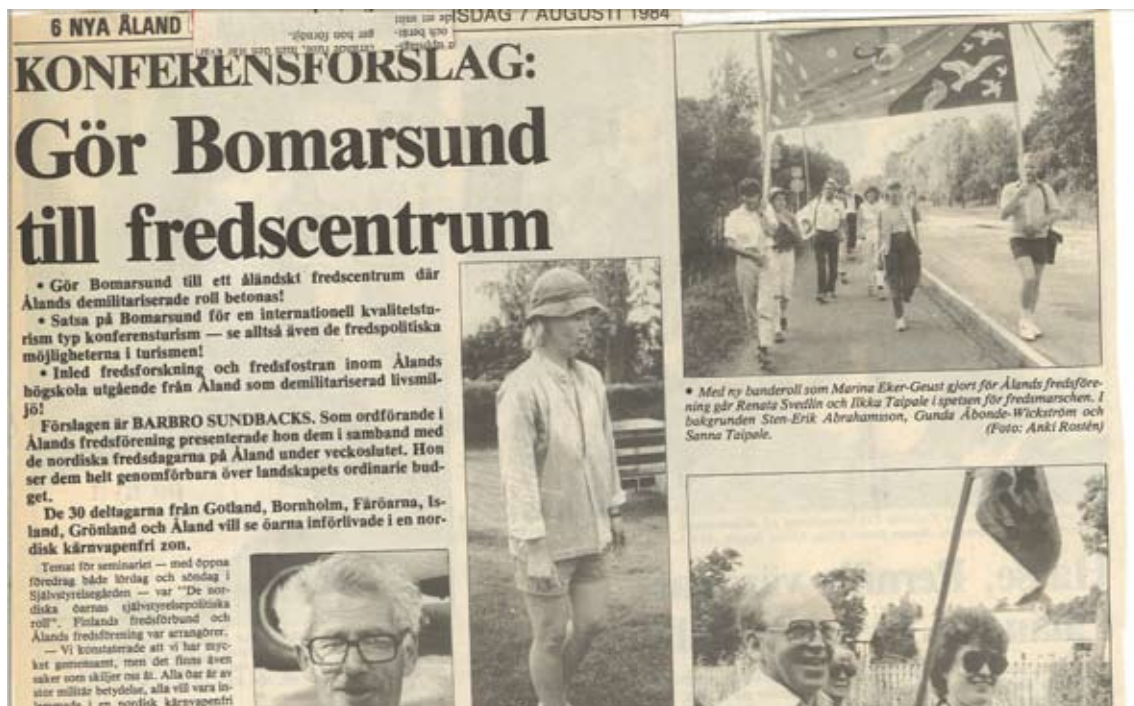 6 NYA ÅLAND
ISDAG 7 AUGUSTI 1984
KONFERENSFÖRSLAG:
Gör Bomarsund
till fredscentrum
• Gör Bomarsund till ett åländskt fredscentrum där
Ålands demilitariserade roll betonas!
• Satsa på Bomarsund för en internationell kvalitetstu-
rism typ konferensturism — se alltså även de fredspolitiska
möjligheterna i turismen!
• Inled fredsforskning och fredsfostran inom Ålands
högskola utgående från Åland som demilitariserad livsmil-
jö!
Förslagen är BARBRO SUNDBACKS. Som ordförande i
Ålands fredsförening presenterade hon dem i samband med
de nordiska fredsdagarna på Åland under veckoslutet. Hon
ser dem helt genomförbara över landskapets ordinarie bud-
get.
De 30 deltagarna från Gotland, Bornholm, Färöarna, Is-
land, Grönland och Åland vill se öarna införlivade i en nor-
disk kärnvapenfri zon.
Temat för seminariet — med öppna
föredrag både lördag och söndag i
Självstyrelsegården — var "De nor-
diska öarnas självstyrelsepolitiska
roll". Finlands fredsförbund och
Ålands fredsförening var arrangörer.
— Vi konstaterade att vi har myc-
ket gemensamt, men det finns även
saker som skiljer oss åt. Alla öar är av
stor militär betydelse, alla vill vara in-
i en nordisk kärnvapenfri
• Med ny banderoll som Marina Eker-Geust gjort för Ålands fredsföre-
ning går Renata Svedlin och Ilkka Taipale i spetsen för fredsmarschen. I
bakgrunden Sten-Erik Abrahamsson, Gunda Åbonde-Wickström och
Sanna Taipale.
(Foto: Anki Rostén)